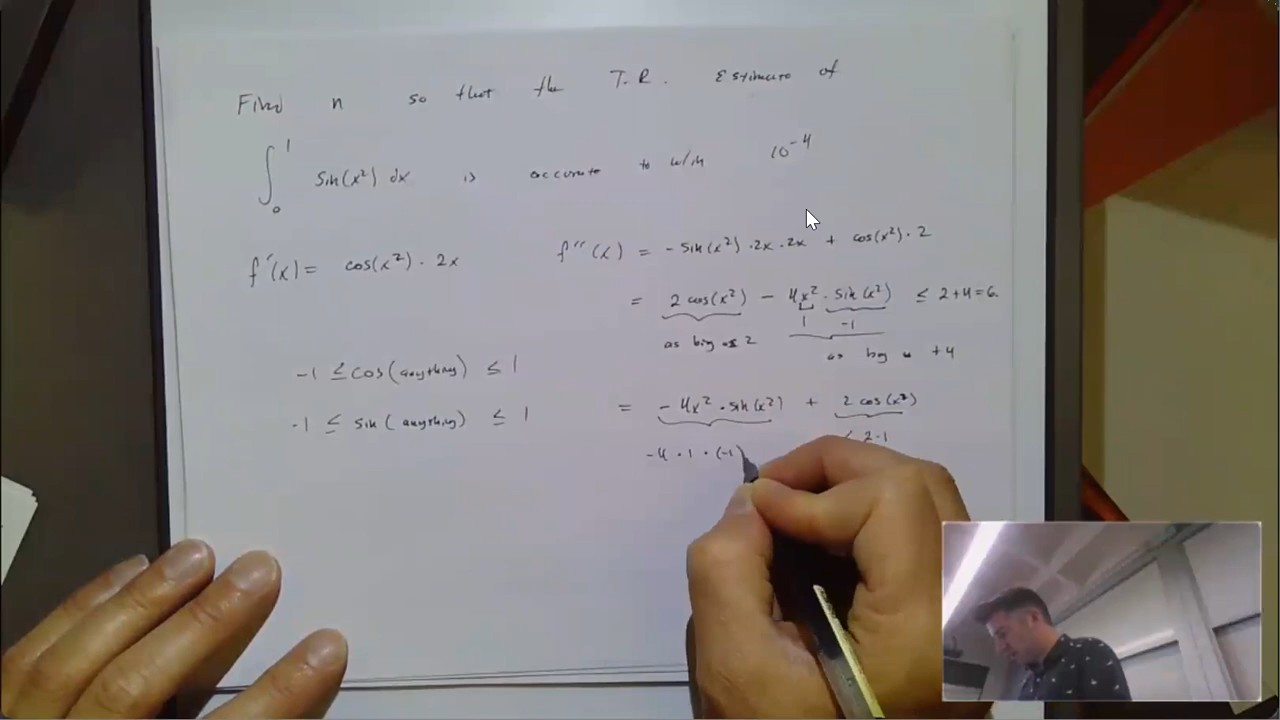 Find n so that the T.R. Estimate of
∫₀¹ sin(x²) dx is accurate to w/in 10⁻⁴
f'(x) = cos(x²) · 2x
f''(x) = - sin(x²) · 2x · 2x + cos(x²) · 2
= 2 cos(x²) - 4x² · sin(x²) ≤ 2+4=6.
1 -1
as big as 2
as big as +4
-1 ≤ cos(anything) ≤ 1
-1 ≤ sin(anything) ≤ 1
= - 4x² · sin(x²) + 2 cos(x²)
-4 · 1 · (-1) ≤ 2·1